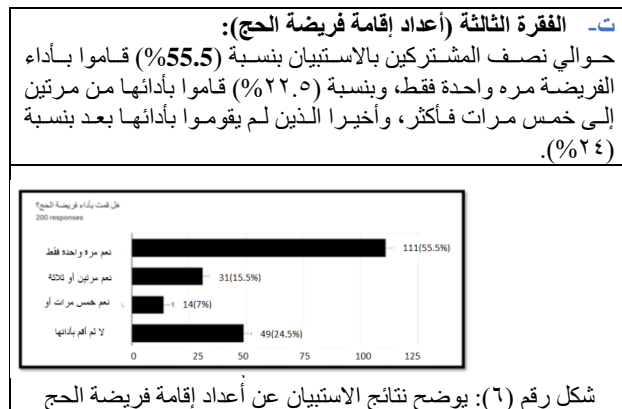 ت- الفقرة الثالثة (أعداد إقامة فريضة الحج):
حوالي نصف المشتركين بالاستبيان بنسبة (55.5%) قاموا بأداء
الفريضة مره واحدة فقط، وبنسبة (٢٢.٥%) قاموا بأدائها من مرتين
إلى خمس مرات فأكثر، وأخيرا الذين لم يقوموا بأدائها بعد بنسبة
(٢٤%).
هل قمت بأداء فريضة الحج؟
200 responses
نعم مره واحده فقط
111(55.5%)
نعم مرتين أو ثلاثة
31(15.5%)
نعم خمس مرات أو
14(7%)
لا لم أقم بأدائها
49(24.5%)
0 25 50 75 100 125
شكل رقم (٦): يوضح نتائج الاستبيان عن أعداد إقامة فريضة الحج